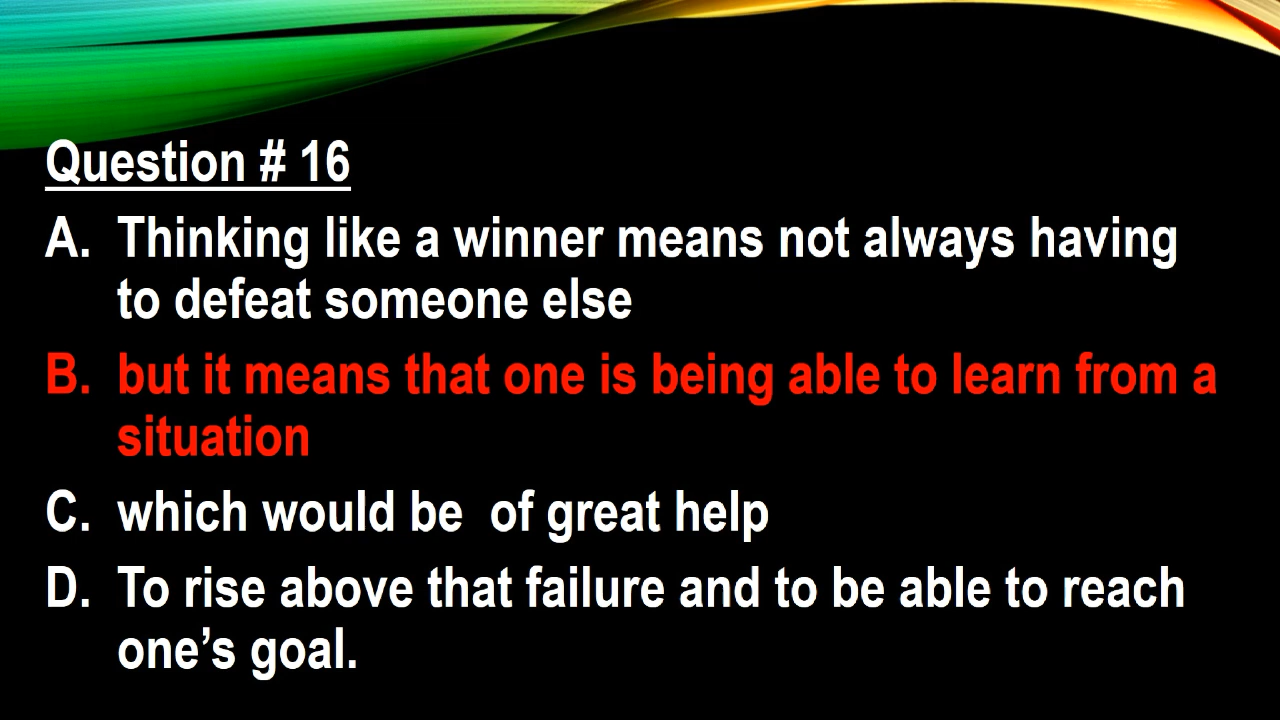 Question # 16
A. Thinking like a winner means not always having
to defeat someone else
B. but it means that one is being able to learn from a
situation
C. which would be  of great help
D. To rise above that failure and to be able to reach
one’s goal.